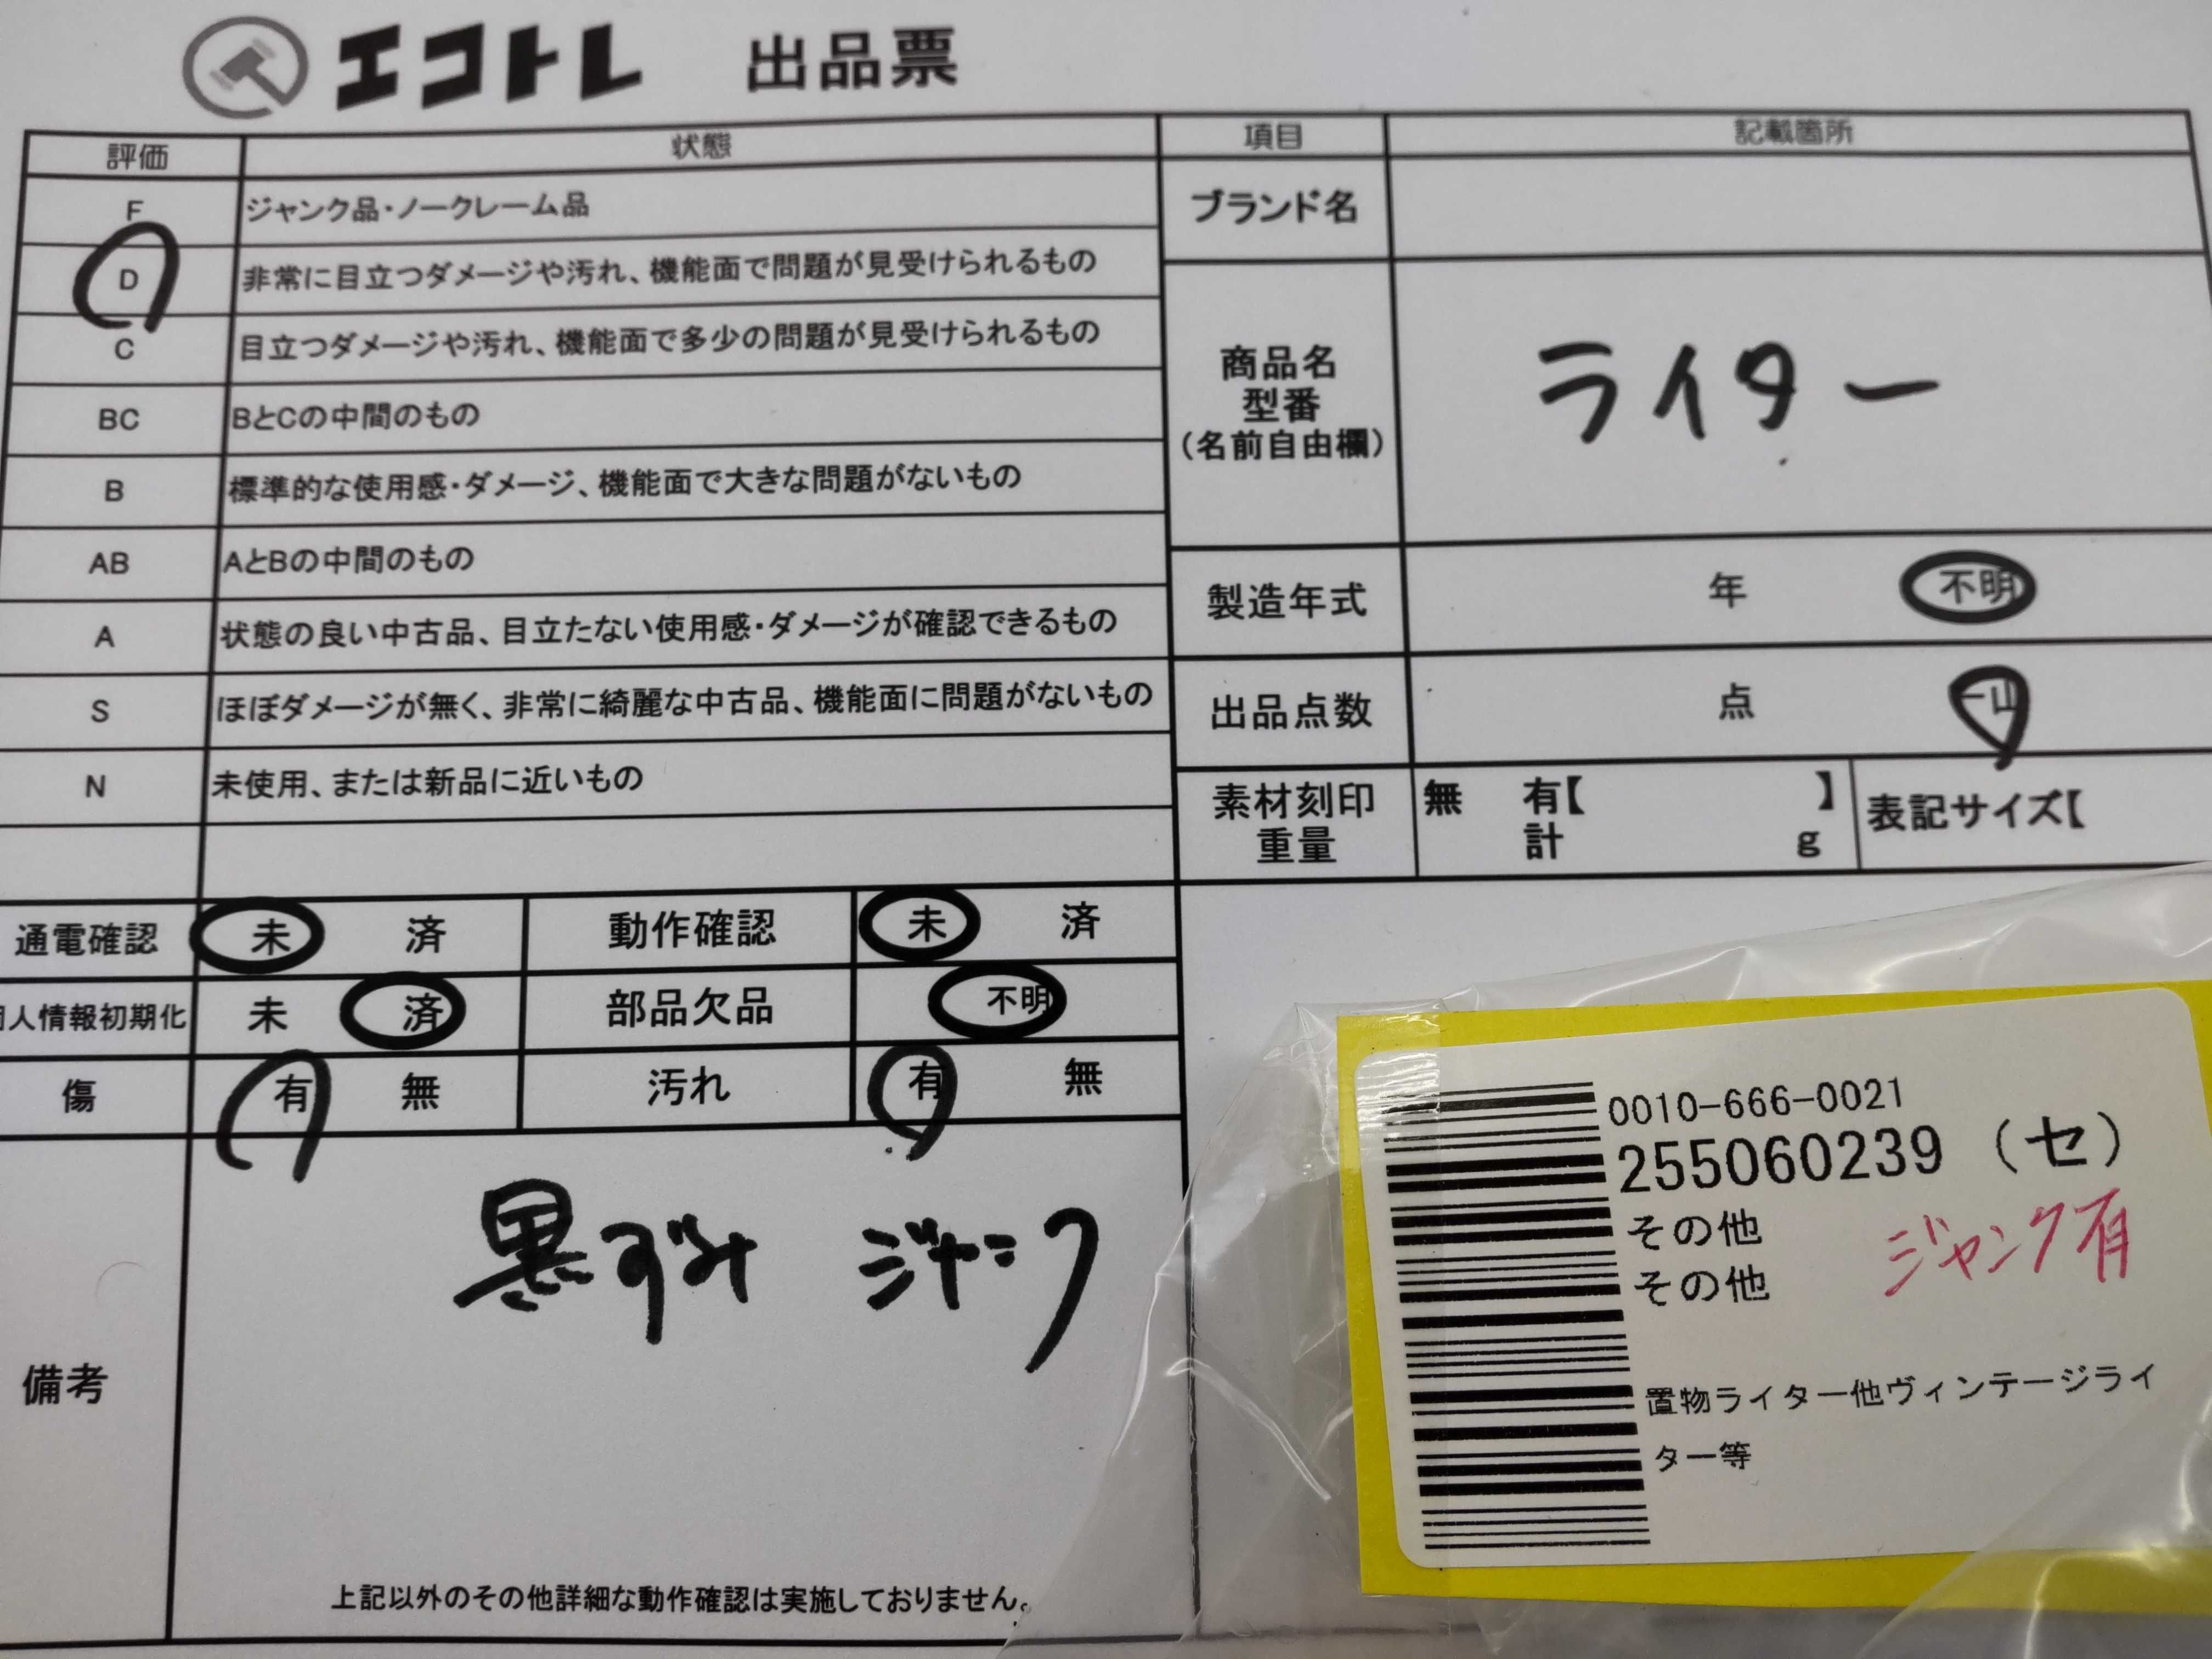 エコトレ 出品票
評価 状態
F ジャンク品・ノークレーム品
D 非常に目立つダメージや汚れ、機能面で問題が見受けられるもの
C 目立つダメージや汚れ、機能面で多少の問題が見受けられるもの
BC BとCの中間のもの
B 標準的な使用感・ダメージ、機能面で大きな問題がないもの
AB AとBの中間のもの
A 状態の良い中古品、目立たない使用感・ダメージが確認できるもの
S ほぼダメージが無く、非常に綺麗な中古品、機能面に問題がないもの
N 未使用、または新品に近いもの
項目 記載箇所
ブランド名
商品名
型番
(名前自由欄)
ライター
製造年式 年 不明
出品点数 点 一山
素材刻印 無 有【 】 表記サイズ【
重量 計 g
通電確認 未 済 動作確認 未 済
個人情報初期化 未 済 部品欠品 不明
傷 有 無 汚れ 有 無
備考
黒ずみ ジャンク
上記以外のその他詳細な動作確認は実施しておりません。
0010-666-0021
255060239 (セ)
その他
その他
ジャンク有
置物ライター他ヴィンテージライ
ター等